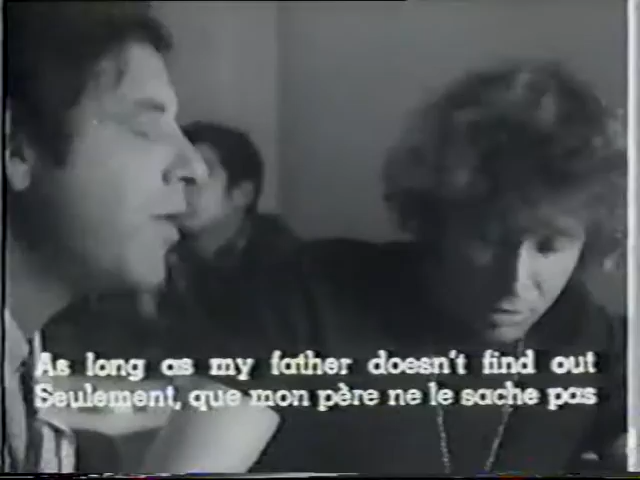 As long as my father doesn't find out
Seulement, que mon père ne le sache pas